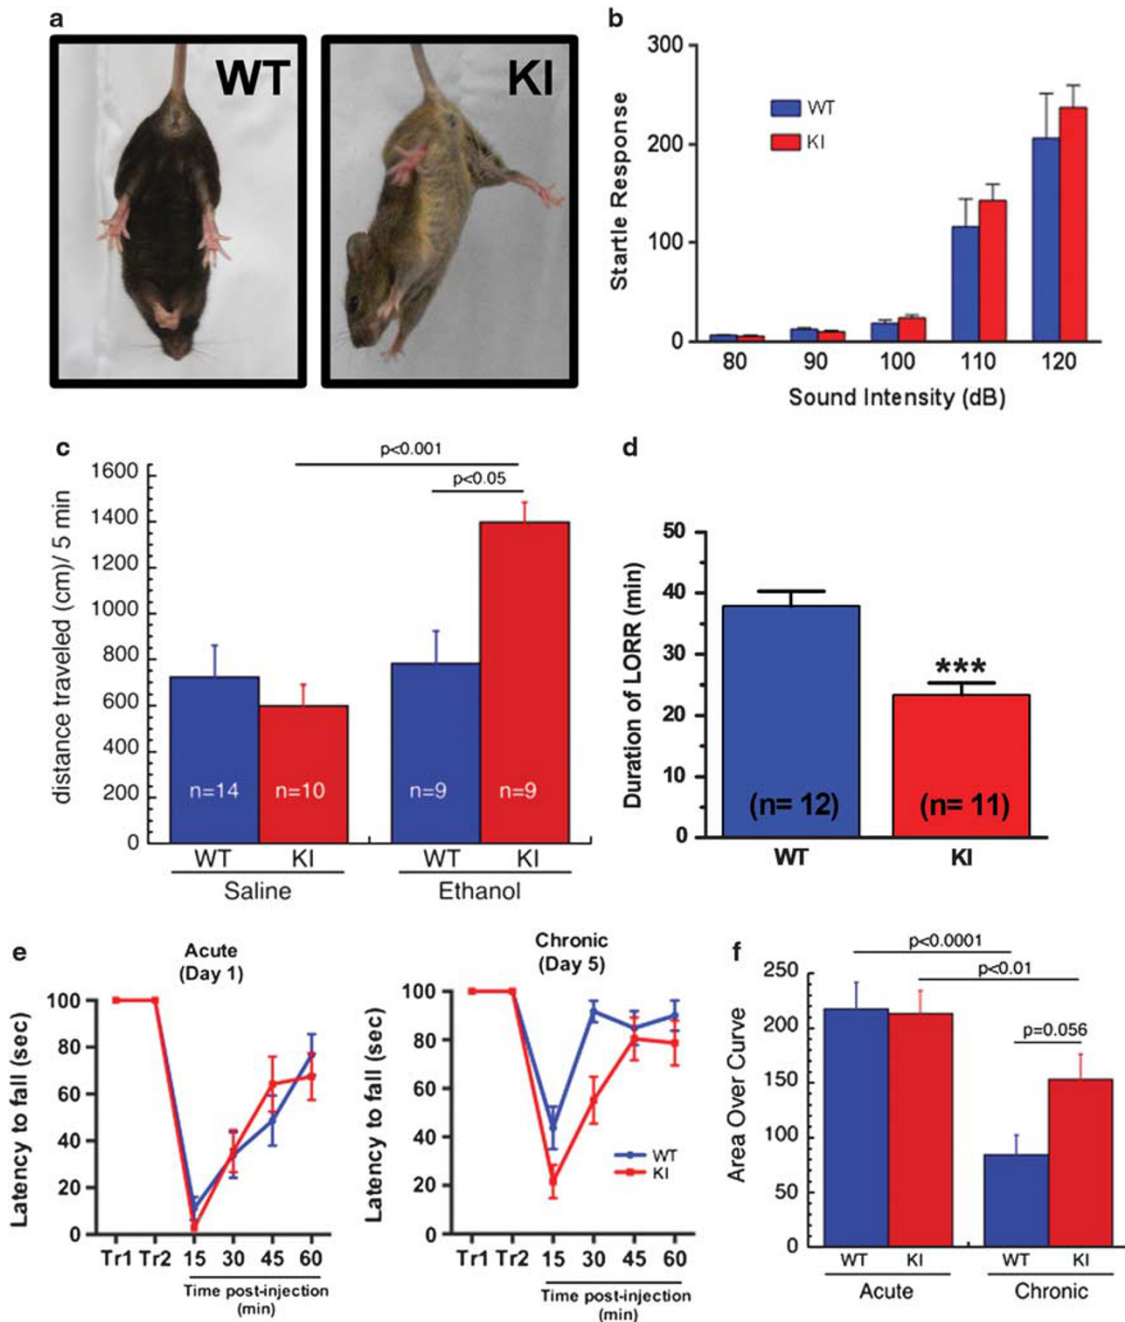 a
WT
KI
b
Startle Response
300
200
100
0
WT
KI
80 90 100 110 120
Sound Intensity (dB)
c
distance traveled (cm)/ 5 min
1600
1400
1200
1000
800
600
400
200
0
p<0.001
p<0.05
n=14 n=10 n=9 n=9
WT KI WT KI
Saline Ethanol
d
Duration of LORR (min)
50
40
30
20
10
0
***
(n= 12) (n= 11)
WT KI
e
Acute
(Day 1)
Latency to fall (sec)
100
80
60
40
20
0
Tr1 Tr2 15 30 45 60
Time post-injection
(min)
Chronic
(Day 5)
Latency to fall (sec)
100
80
60
40
20
0
WT
KI
Tr1 Tr2 15 30 45 60
Time post-injection
(min)
f
p<0.0001
p<0.01
p=0.056
Area Over Curve
250
200
150
100
50
0
WT KI WT KI
Acute Chronic